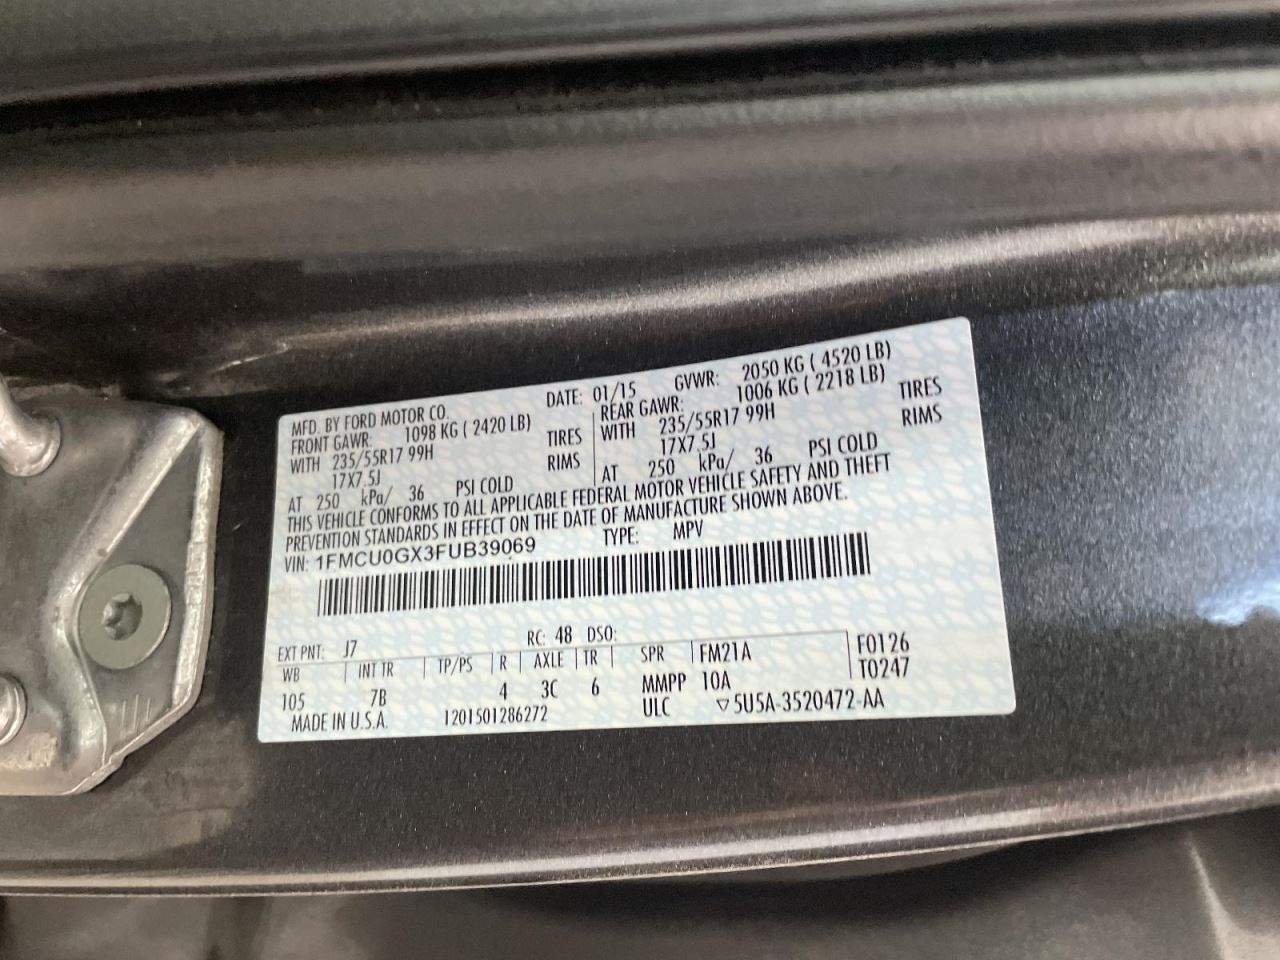 MFD. BY FORD MOTOR CO. DATE: 01/15 GVWR: 2050 KG ( 4520 LB)
FRONT GAWR: 1098 KG ( 2420 LB) REAR GAWR: 1006 KG ( 2218 LB)
WITH 235/55R17 99H TIRES WITH 235/55R17 99H TIRES
17X7.5J RIMS 17X7.5J RIMS
AT 250 kPa/ 36 PSI COLD AT 250 kPa/ 36 PSI COLD
THIS VEHICLE CONFORMS TO ALL APPLICABLE FEDERAL MOTOR VEHICLE SAFETY AND THEFT
PREVENTION STANDARDS IN EFFECT ON THE DATE OF MANUFACTURE SHOWN ABOVE.
VIN: 1FMCU0GX3FUB39069 TYPE: MPV
EXT PNT: J7 RC: 48 DSO:
WB INT TR TP/PS R AXLE TR SPR FM21A F0126
105 7B 4 3C 6 MMPP 10A T0247
MADE IN U.S.A. 1201501286272 ULC ▽5U5A-3520472-AA